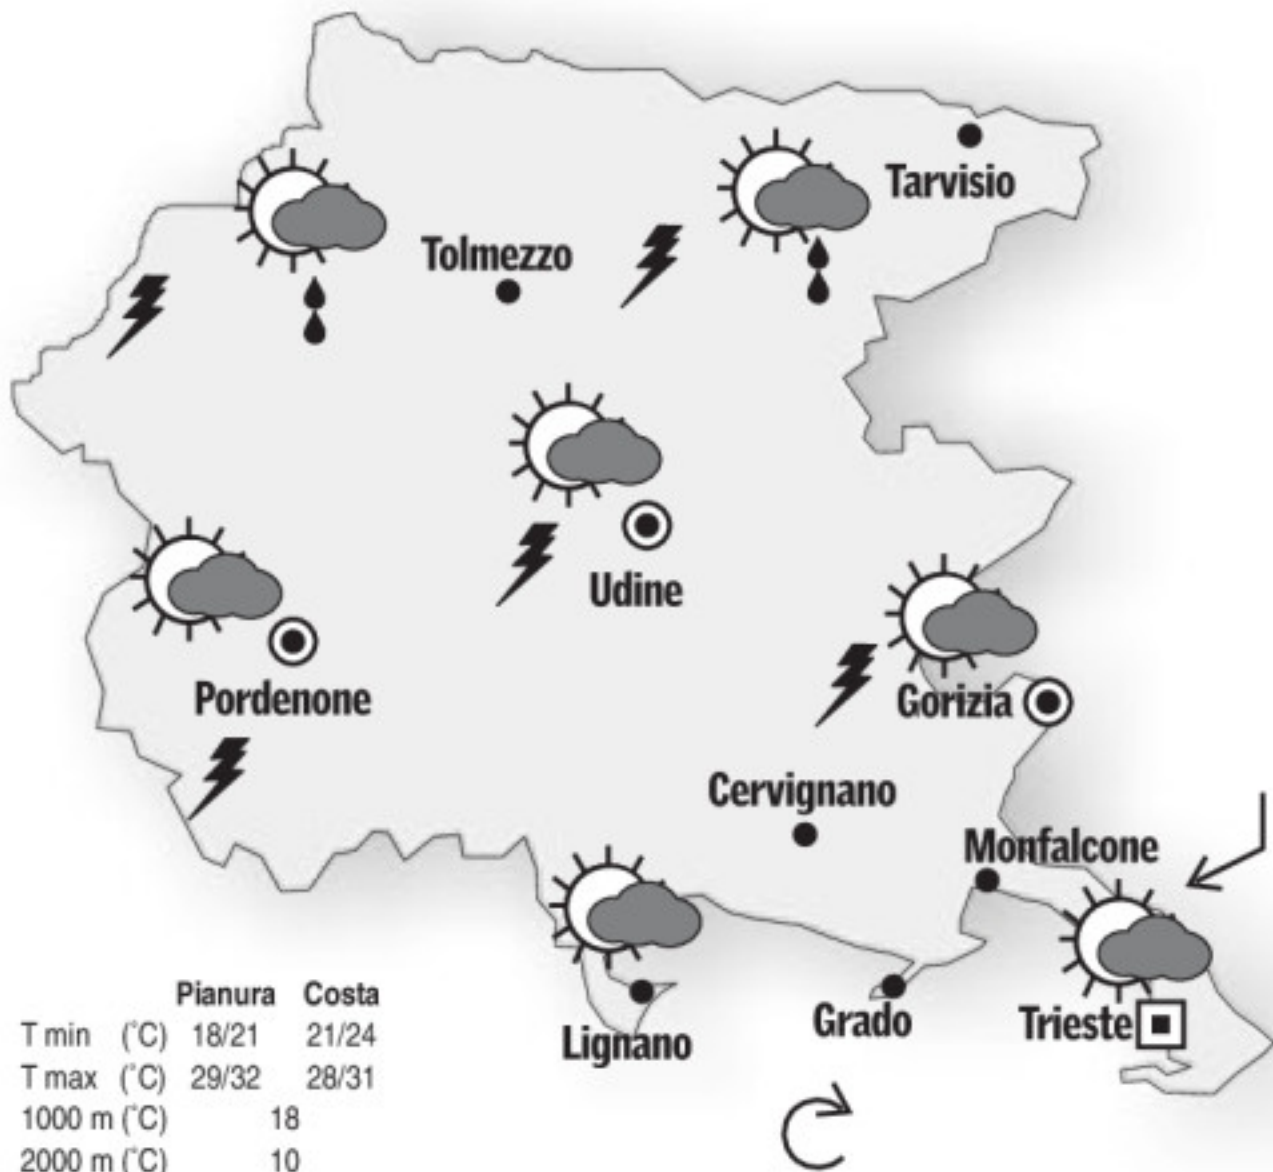 Tarvisio
Tolmezzo
Udine
Pordenone
Gorizia
Cervignano
Monfalcone
Lignano
Grado
Trieste
Pianura Costa
T min (°C) 18/21 21/24
T max (°C) 29/32 28/31
1000 m (°C) 18
2000 m (°C) 10